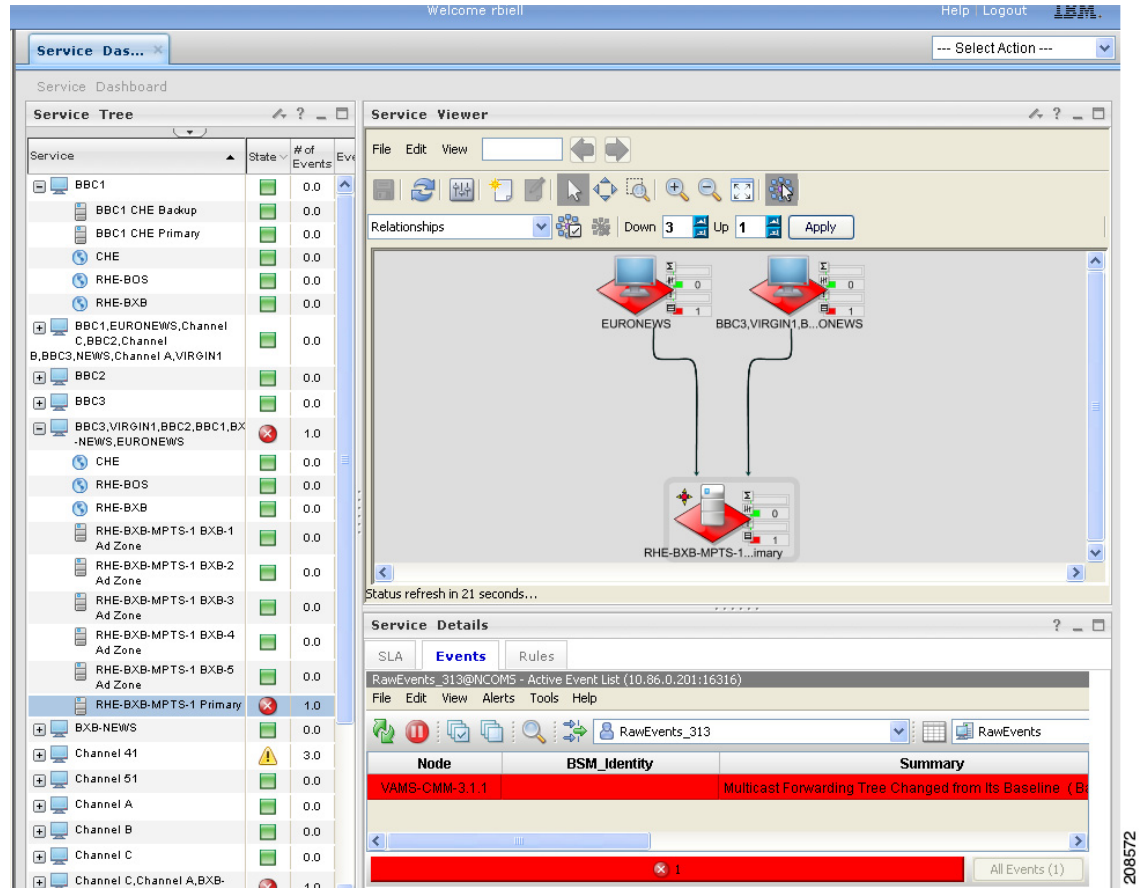 Welcome rbiell
Help | Logout
IBM.
Service Das... ×
--- Select Action ---
Service Dashboard
Service Tree
?
Service
State
# of Events
Eve
BBC1
0.0
BBC1 CHE Backup
0.0
BBC1 CHE Primary
0.0
CHE
0.0
RHE-BOS
0.0
RHE-BXB
0.0
BBC1,EURONEWS,Channel
C,BBC2,Channel
B,BBC3,NEWS,Channel A,VIRGIN1
0.0
BBC2
0.0
BBC3
0.0
BBC3,VIRGIN1,BBC2,BBC1,BX
-NEWS,EURONEWS
1.0
CHE
0.0
RHE-BOS
0.0
RHE-BXB
0.0
RHE-BXB-MPTS-1 BXB-1
Ad Zone
0.0
RHE-BXB-MPTS-1 BXB-2
Ad Zone
0.0
RHE-BXB-MPTS-1 BXB-3
Ad Zone
0.0
RHE-BXB-MPTS-1 BXB-4
Ad Zone
0.0
RHE-BXB-MPTS-1 BXB-5
Ad Zone
0.0
RHE-BXB-MPTS-1 Primary
1.0
BXB-NEWS
0.0
Channel 41
3.0
Channel 51
0.0
Channel A
0.0
Channel B
0.0
Channel C
0.0
Channel C,Channel A,BXB-
1.0
Service Viewer
?
File Edit View
Relationships
Down 3 Up 1 Apply
Σ
0
1
EURONEWS
Σ
0
1
BBC3,VIRGIN1,B...ONEWS
Σ
0
1
RHE-BXB-MPTS-1...imary
Status refresh in 21 seconds...
Service Details
?
SLA Events Rules
RawEvents_313@NCOMS - Active Event List (10.86.0.201:16316)
File Edit View Alerts Tools Help
RawEvents_313
RawEvents
Node BSM_Identity Summary
VAMS-CMM-3.1.1 Multicast Forwarding Tree Changed from Its Baseline ( Ba
1
All Events (1)
208572